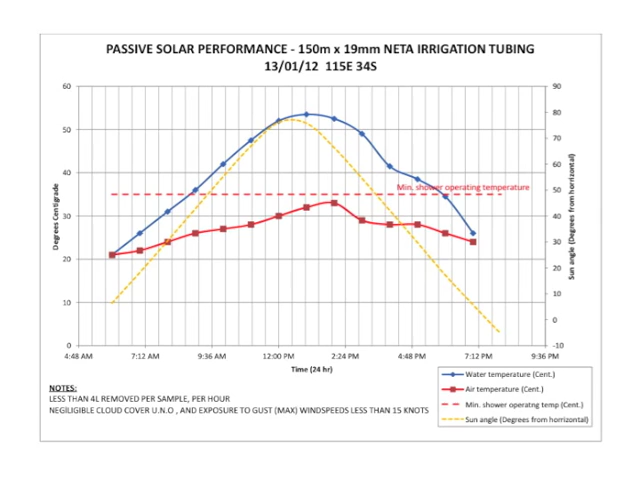 PASSIVE SOLAR PERFORMANCE - 150m x 19mm NETA IRRIGATION TUBING
13/01/12  115E 34S
60
50
40
30
20
10
0
Degrees Centigrade
90
80
70
60
50
40
30
20
10
0
-10
Sun angle (Degrees from horrizontal)
Min. shower operating temperature
4:48 AM 7:12 AM 9:36 AM 12:00 PM 2:24 PM 4:48 PM 7:12 PM 9:36 PM
Time (24 hr)
Water temperature (Cent.)
Air temperature (Cent.)
Min. shower operatng temp (Cent.)
Sun angle (Degrees from horrizontal)
NOTES:
LESS THAN 4L REMOVED PER SAMPLE, PER HOUR
NEGILIGIBLE CLOUD COVER U.N.O , AND EXPOSURE TO GUST (MAX) WINDSPEEDS LESS THAN 15 KNOTS